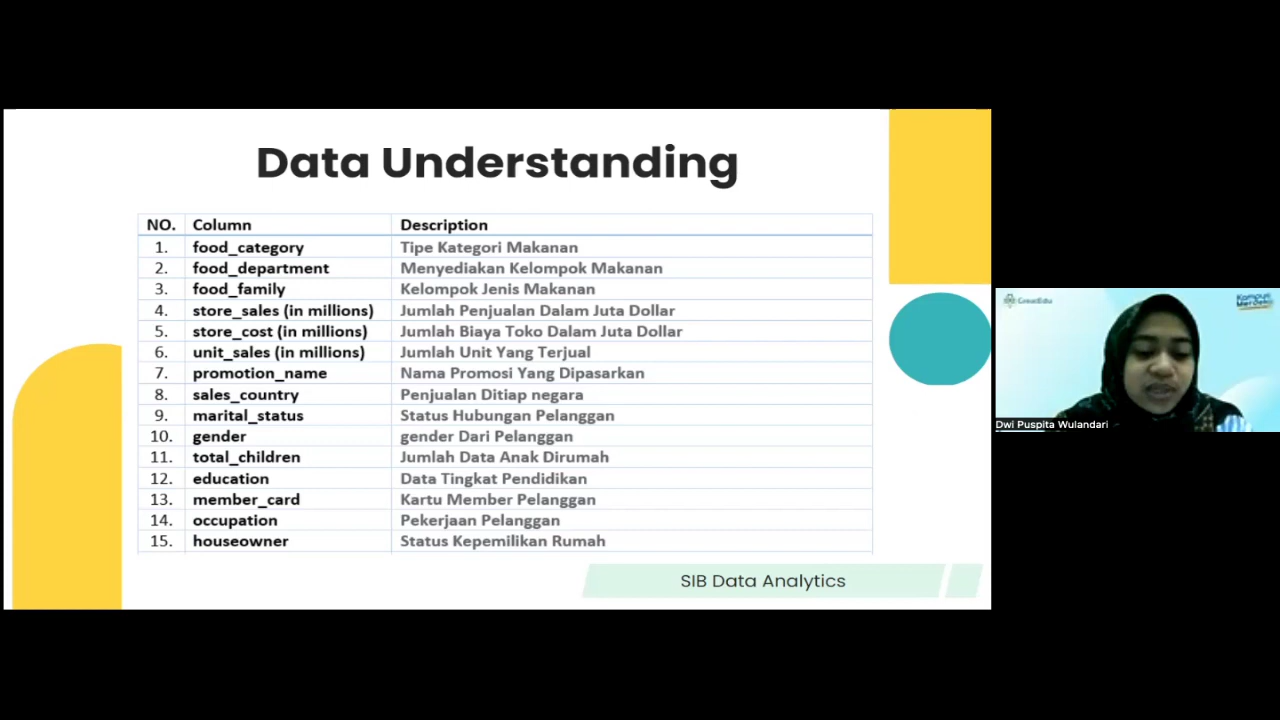 Data Understanding
NO. Column Description
1. food_category Tipe Kategori Makanan
2. food_department Menyediakan Kelompok Makanan
3. food_family Kelompok Jenis Makanan
4. store_sales (in millions) Jumlah Penjualan Dalam Juta Dollar
5. store_cost (in millions) Jumlah Biaya Toko Dalam Juta Dollar
6. unit_sales (in millions) Jumlah Unit Yang Terjual
7. promotion_name Nama Promosi Yang Dipasarkan
8. sales_country Penjualan Ditiap negara
9. marital_status Status Hubungan Pelanggan
10. gender gender Dari Pelanggan
11. total_children Jumlah Data Anak Dirumah
12. education Data Tingkat Pendidikan
13. member_card Kartu Member Pelanggan
14. occupation Pekerjaan Pelanggan
15. houseowner Status Kepemilikan Rumah
SIB Data Analytics
GreatEdu
Kampus
Merdeka
Dwi Puspita Wulandari